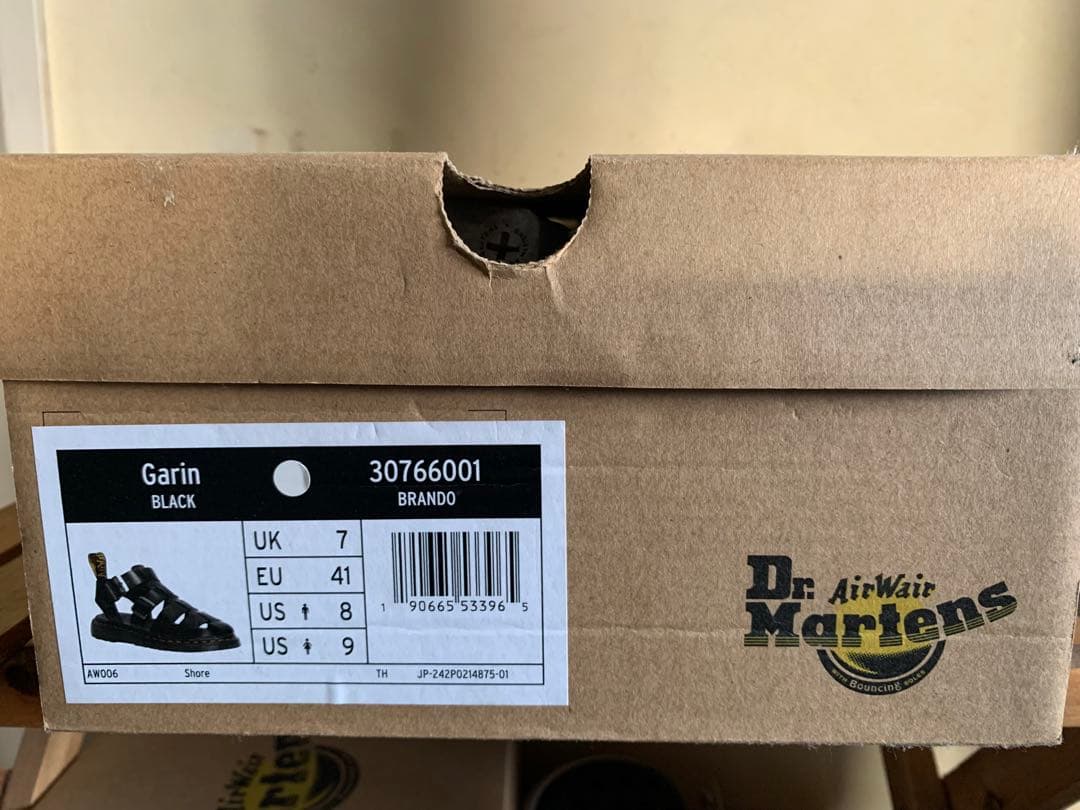 Garin
BLACK
30766001
BRANDO
UK 7
EU 41
US 8
US 9
1 90665 53396 5
AW006 Shore TH JP-242P0214875-01
Dr. AirWair
Martens
WITH Bouncing SOLES